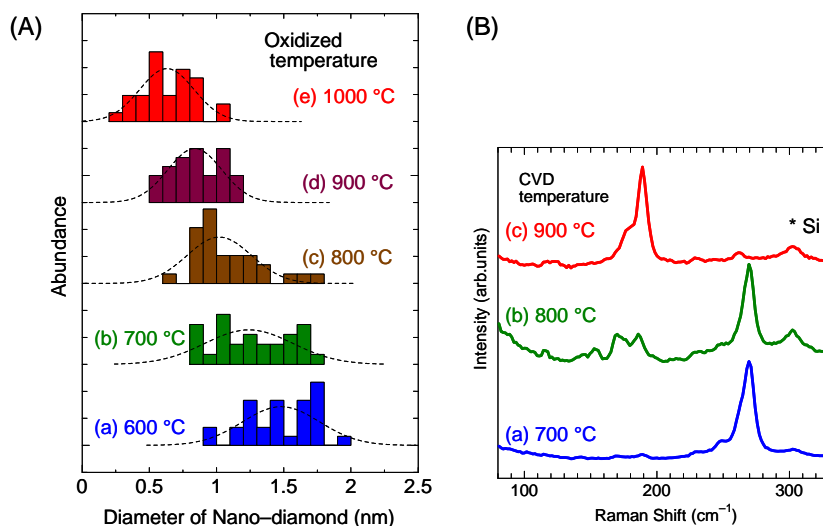 (A)
Oxidized
temperature
(e) 1000 °C
(d) 900 °C
(c) 800 °C
(b) 700 °C
(a) 600 °C
Abundance
0 0.5 1 1.5 2 2.5
Diameter of Nano–diamond (nm)
(B)
CVD
temperature
(c) 900 °C
* Si
(b) 800 °C
(a) 700 °C
Intensity (arb.units)
100 200 300
Raman Shift (cm⁻¹)